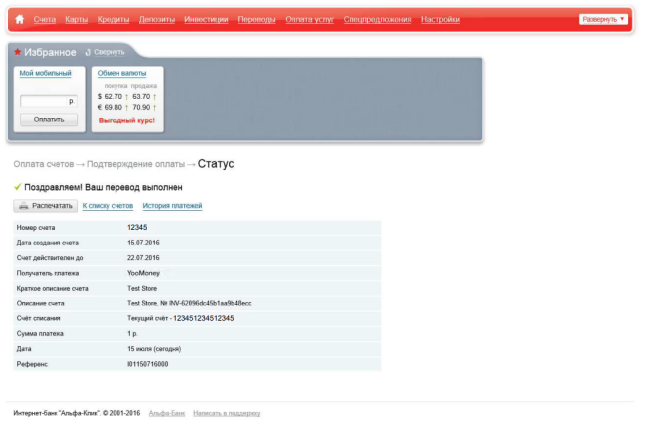 Счета Карты Кредиты Депозиты Инвестиции Переводы Оплата услуг Спецпредложения Настройки Развернуть
Избранное Свернуть
Мой мобильный
р
Оплатить
Обмен валюты
покупка продажа
$ 62.70 ↑ 63.70 ↑
€ 69.80 ↑ 70.90 ↑
Выгодный курс!
Оплата счетов → Подтверждение оплаты → Статус
Поздравляем! Ваш перевод выполнен
Распечатать К списку счетов История платежей
Номер счета 12345
Дата создания счета 15.07.2016
Счет действителен до 22.07.2016
Получатель платежа YooMoney
Краткое описание счета Test Store
Описание счета Test Store, № INV-62096dc45b1aa9b48ecc
Счёт списания Текущий счёт - 123451234512345
Сумма платежа 1 р.
Дата 15 июля (сегодня)
Референс I01150716000
Интернет-банк "Альфа-Клик". © 2001-2016 Альфа-Банк Написать в поддержку